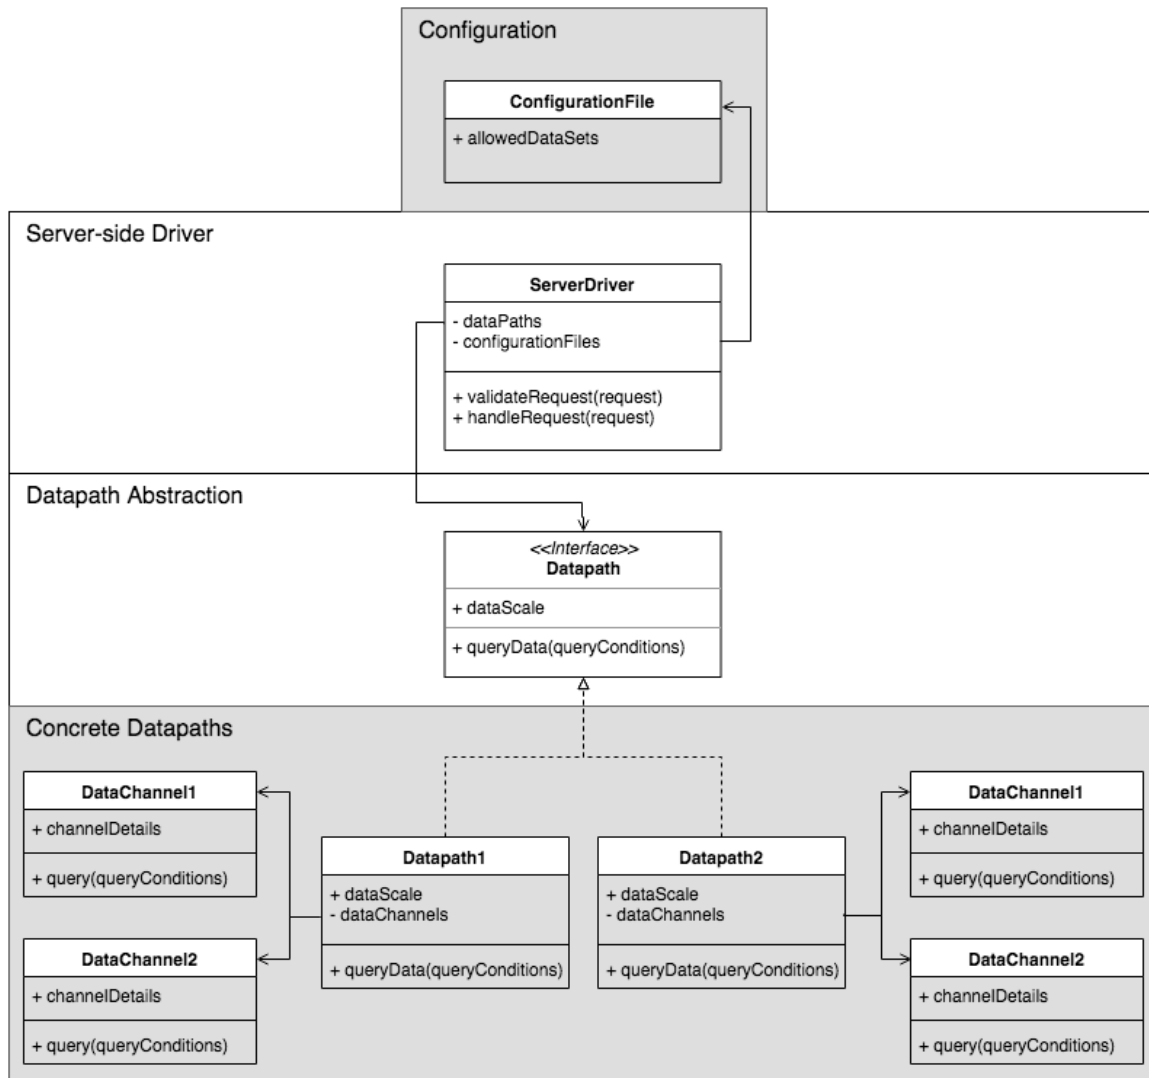 Configuration
ConfigurationFile
+ allowedDataSets
Server-side Driver
ServerDriver
- dataPaths
- configurationFiles
+ validateRequest(request)
+ handleRequest(request)
Datapath Abstraction
<<Interface>>
Datapath
+ dataScale
+ queryData(queryConditions)
Concrete Datapaths
DataChannel1
+ channelDetails
+ query(queryConditions)
DataChannel2
+ channelDetails
+ query(queryConditions)
Datapath1
+ dataScale
- dataChannels
+ queryData(queryConditions)
Datapath2
+ dataScale
- dataChannels
+ queryData(queryConditions)
DataChannel1
+ channelDetails
+ query(queryConditions)
DataChannel2
+ channelDetails
+ query(queryConditions)